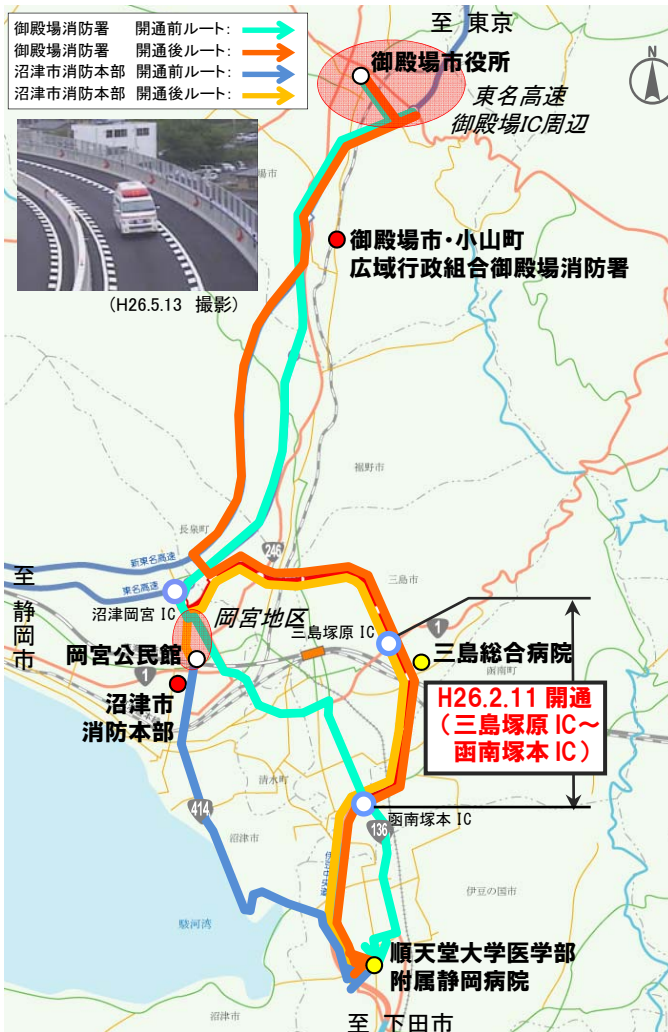 御殿場消防署　開通前ルート:
御殿場消防署　開通後ルート:
沼津市消防本部　開通前ルート:
沼津市消防本部　開通後ルート:
至 東京
N
御殿場市役所
東名高速
御殿場IC周辺
場市
御殿場市・小山町
広域行政組合御殿場消防署
(H26.5.13 撮影)
裾野市
長泉町
新東名高速
246
東名高速
三島市
至静岡市
沼津岡宮 IC
岡宮地区
三島塚原 IC
1
岡宮公民館
三島総合病院
函南町
1
沼津市
消防本部
H26.2.11 開通
(三島塚原 IC～
函南塚本 IC)
清水町
函南塚本 IC
414
136
沼津市
伊豆の国市
駿河湾
順天堂大学医学部
附属静岡病院
沼津市
至 下田市